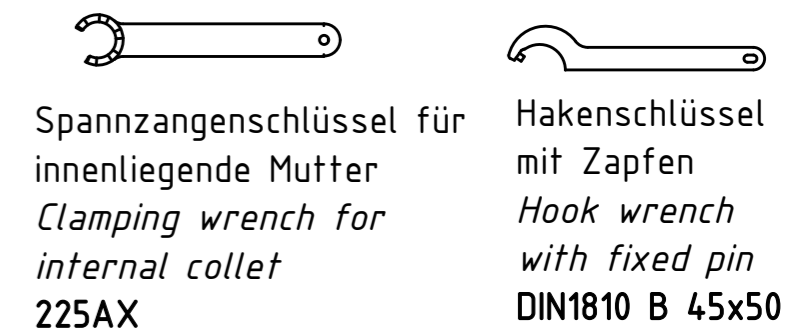 Spannzangenschlüssel für
innenliegende Mutter
Clamping wrench for
internal collet
225AX
Hakenschlüssel
mit Zapfen
Hook wrench
with fixed pin
DIN1810 B 45x50